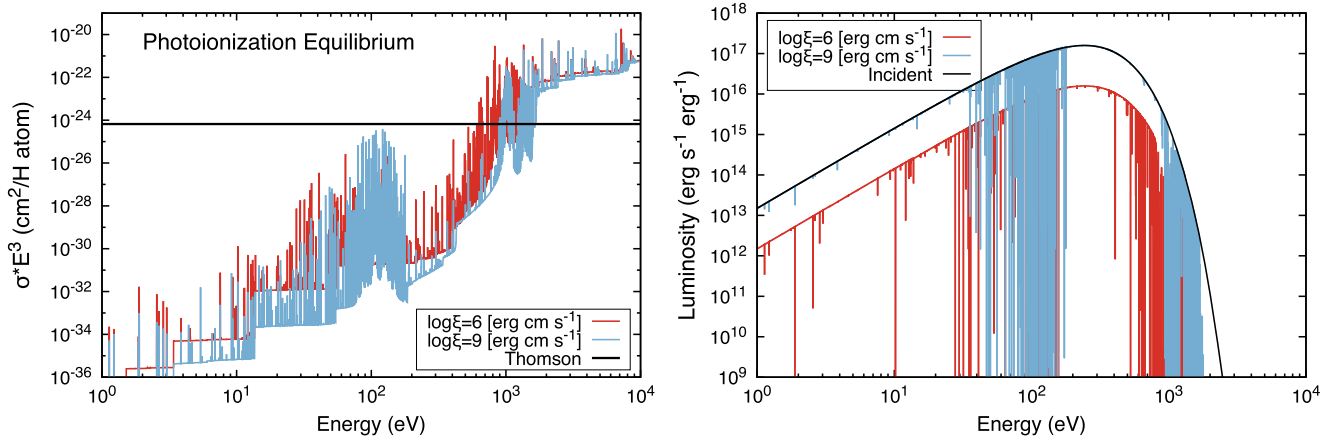 Photoionization Equilibrium
σ*E³ (cm²/H atom)
10⁻²⁰
10⁻²²
10⁻²⁴
10⁻²⁶
10⁻²⁸
10⁻³⁰
10⁻³²
10⁻³⁴
10⁻³⁶
logξ=6 [erg cm s⁻¹]
logξ=9 [erg cm s⁻¹]
Thomson
10⁰ 10¹ 10² 10³ 10⁴
Energy (eV)
Luminosity (erg s⁻¹ erg⁻¹)
10¹⁸
10¹⁷
10¹⁶
10¹⁵
10¹⁴
10¹³
10¹²
10¹¹
10¹⁰
10⁹
logξ=6 [erg cm s⁻¹]
logξ=9 [erg cm s⁻¹]
Incident
10⁰ 10¹ 10² 10³ 10⁴
Energy (eV)